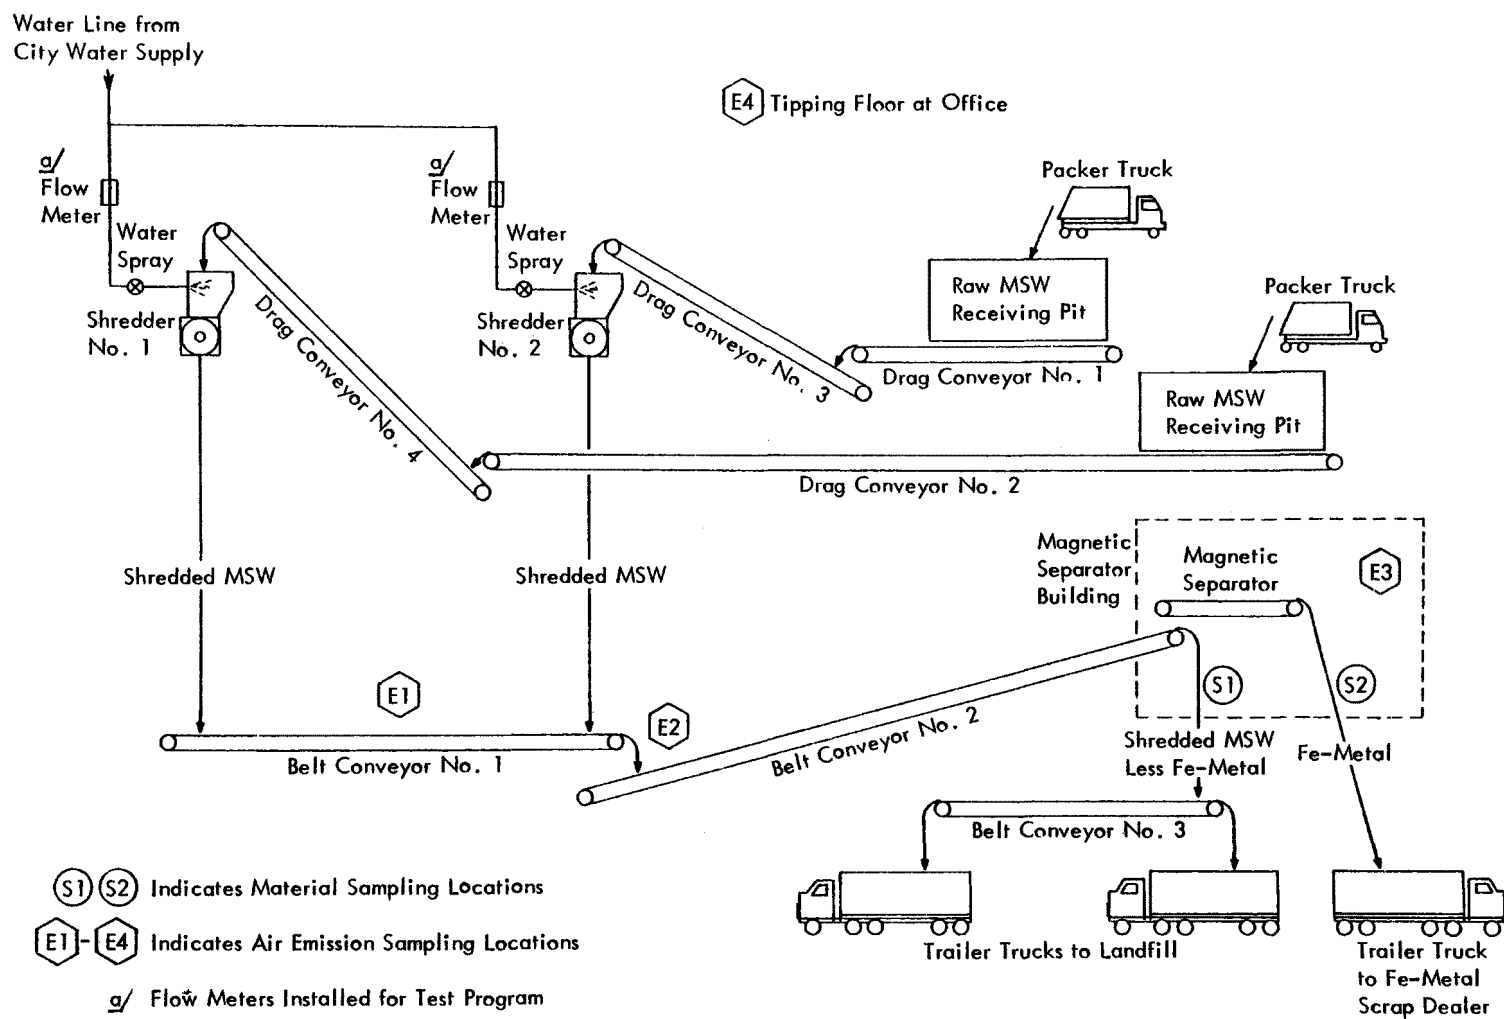 Water Line from
City Water Supply
E4 Tipping Floor at Office
a/
Flow
Meter
a/
Flow
Meter
Packer Truck
Water
Spray
Water
Spray
Raw MSW
Receiving Pit
Packer Truck
Shredder
No. 1
Drag Conveyor No. 4
Shredder
No. 2
Drag Conveyor No. 3
Drag Conveyor No. 1
Raw MSW
Receiving Pit
Drag Conveyor No. 2
Shredded MSW
Shredded MSW
Magnetic
Separator
Building
Magnetic
Separator
E3
E1
E2
S1
S2
Belt Conveyor No. 1
Belt Conveyor No. 2
Shredded MSW
Less Fe-Metal
Fe-Metal
Belt Conveyor No. 3
S1 S2 Indicates Material Sampling Locations
E1-E4 Indicates Air Emission Sampling Locations
a/ Flow Meters Installed for Test Program
Trailer Trucks to Landfill
Trailer Truck
to Fe-Metal
Scrap Dealer